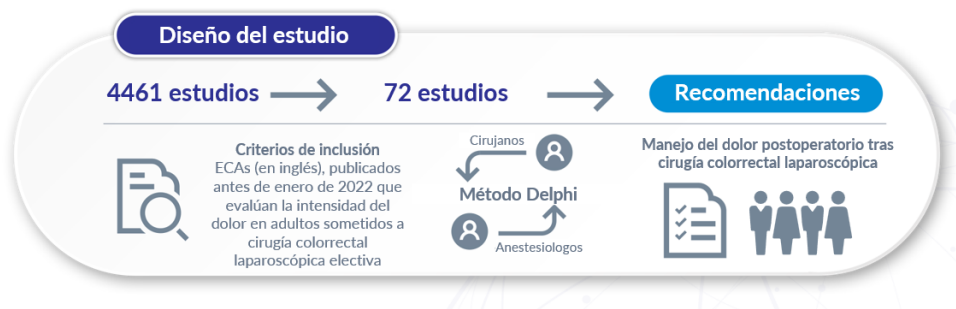 Diseño del estudio
4461 estudios
72 estudios
Recomendaciones
Criterios de inclusión
ECAs (en inglés), publicados
antes de enero de 2022 que
evalúan la intensidad del
dolor en adultos sometidos a
cirugía colorrectal
laparoscópica electiva
Cirujanos
Método Delphi
Anestesiologos
Manejo del dolor postoperatorio tras
cirugía colorrectal laparoscópica